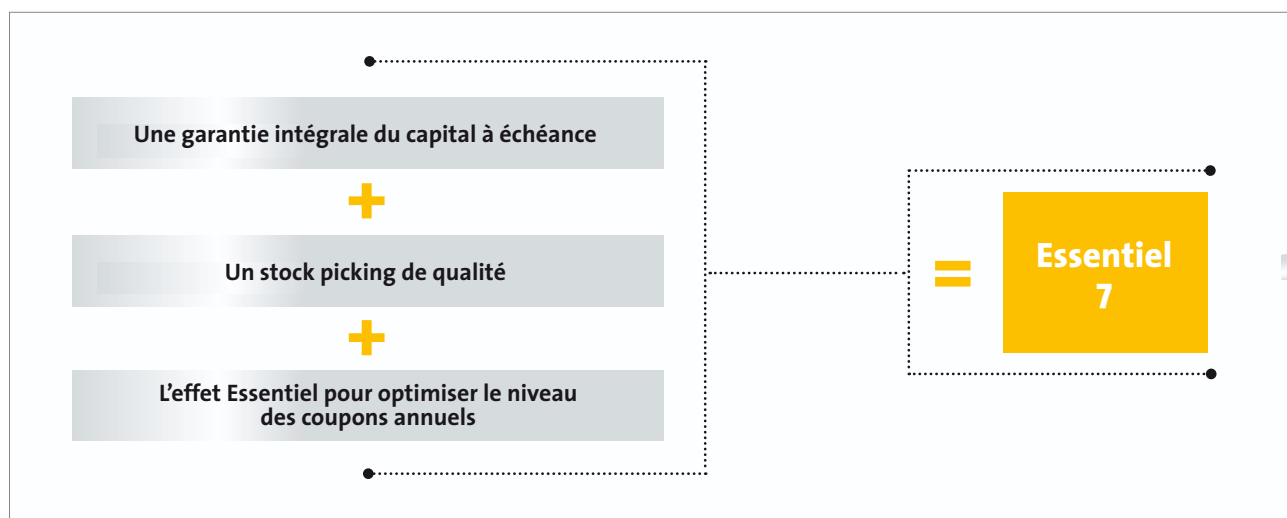 Une garantie intégrale du capital à échéance
+
Un stock picking de qualité
+
L'effet Essentiel pour optimiser le niveau
des coupons annuels
=
Essentiel
7